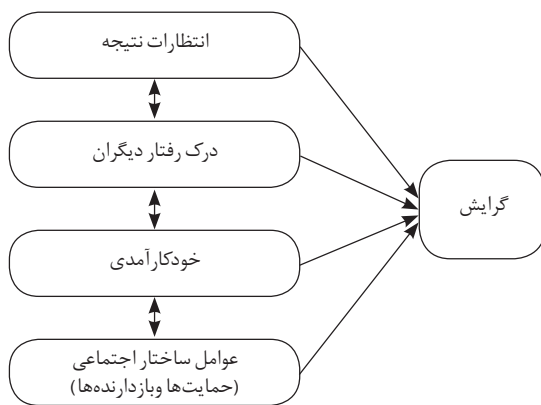 انتظارات نتیجه
درک رفتار دیگران
گرایش
خودکارآمدی
عوامل ساختار اجتماعی
(حمایت‌ها وبازدارنده‌ها)